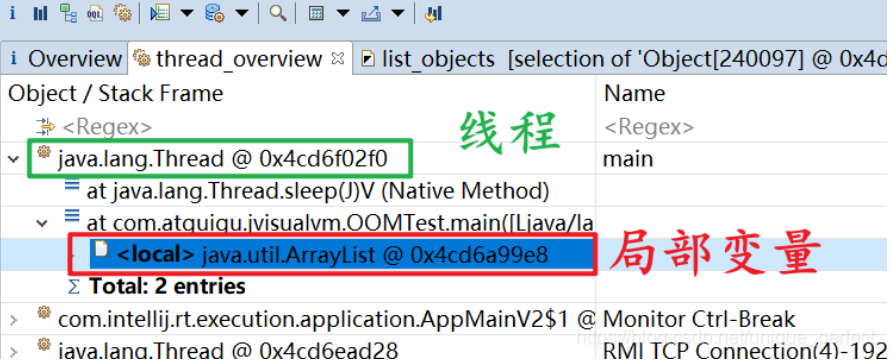 i Overview thread_overview list_objects [selection of 'Object[240097] @ 0x4cd
Object / Stack Frame Name
<Regex> <Regex>
线程
java.lang.Thread @ 0x4cd6f02f0 main
at java.lang.Thread.sleep(J)V (Native Method)
at com.atguigu.jvisualvm.OOMTest.main([Ljava/la
<local> java.util.ArrayList @ 0x4cd6a99e8
局部变量
Σ Total: 2 entries
com.intellij.rt.execution.application.AppMainV2$1 @ Monitor Ctrl-Break
java.lang.Thread @ 0x4cd6ead28 RMI TCP Connection(4)-192